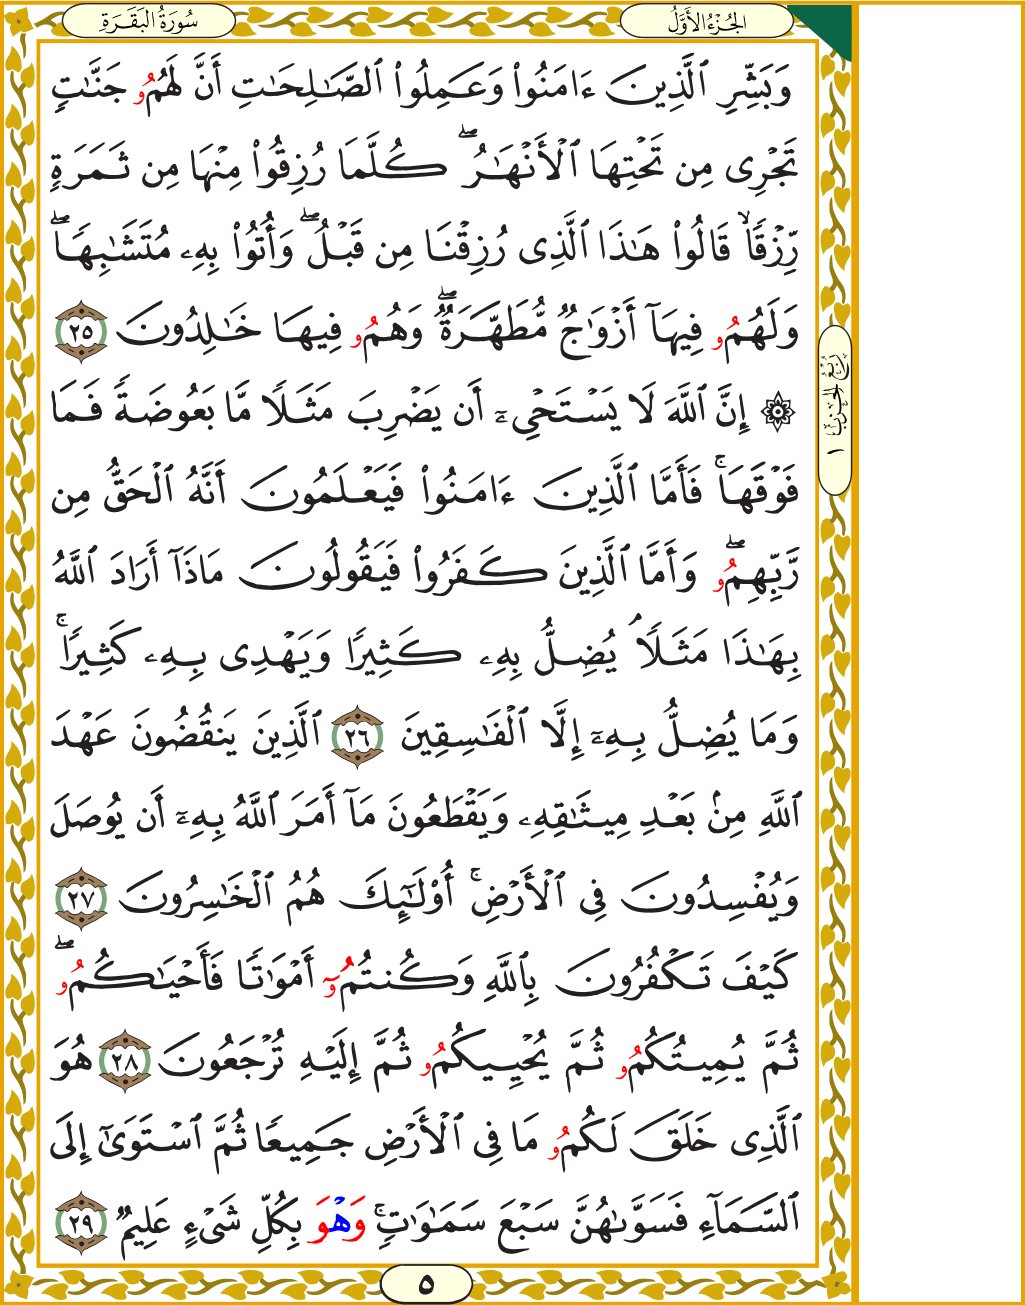 سُورَةُ البَقَرَةِ
الجُزْءُ الأَوَّلُ
وَبَشِّرِ ٱلَّذِينَ ءَامَنُواْ وَعَمِلُواْ ٱلصَّٰلِحَٰتِ أَنَّ لَهُمُۥ جَنَّٰتٖ
تَجۡرِي مِن تَحۡتِهَا ٱلۡأَنۡهَٰرُۖ كُلَّمَا رُزِقُواْ مِنۡهَا مِن ثَمَرَةٖ
رِّزۡقٗاۙ قَالُواْ هَٰذَا ٱلَّذِي رُزِقۡنَا مِن قَبۡلُۖ وَأُتُواْ بِهِۦ مُتَشَٰبِهٗاۖ
وَلَهُمُۥ فِيهَآ أَزۡوَٰجٞ مُّطَهَّرَةٞۖ وَهُمُۥ فِيهَا خَٰلِدُونَ ٢٥
۞ إِنَّ ٱللَّهَ لَا يَسۡتَحۡيِۦٓ أَن يَضۡرِبَ مَثَلٗا مَّا بَعُوضَةٗ فَمَا
فَوۡقَهَاۚ فَأَمَّا ٱلَّذِينَ ءَامَنُواْ فَيَعۡلَمُونَ أَنَّهُ ٱلۡحَقُّ مِن
رَّبِّهِمُۥۖ وَأَمَّا ٱلَّذِينَ كَفَرُواْ فَيَقُولُونَ مَاذَآ أَرَادَ ٱللَّهُ
بِهَٰذَا مَثَلٗاۘ يُضِلُّ بِهِۦ كَثِيرٗا وَيَهۡدِي بِهِۦ كَثِيرٗاۚ
وَمَا يُضِلُّ بِهِۦٓ إِلَّا ٱلۡفَٰسِقِينَ ٢٦ ٱلَّذِينَ يَنقُضُونَ عَهۡدَ
ٱللَّهِ مِنۢ بَعۡدِ مِيثَٰقِهِۦ وَيَقۡطَعُونَ مَآ أَمَرَ ٱللَّهُ بِهِۦٓ أَن يُوصَلَ
وَيُفۡسِدُونَ فِي ٱلۡأَرۡضِۚ أُوْلَٰٓئِكَ هُمُ ٱلۡخَٰسِرُونَ ٢٧
كَيۡفَ تَكۡفُرُونَ بِٱللَّهِ وَكُنتُمُۥٓ أَمۡوَٰتٗا فَأَحۡيَٰكُمُۥۖ
ثُمَّ يُمِيتُكُمُۥ ثُمَّ يُحۡيِيكُمُۥ ثُمَّ إِلَيۡهِ تُرۡجَعُونَ ٢٨ هُوَ
ٱلَّذِي خَلَقَ لَكُمُۥ مَا فِي ٱلۡأَرۡضِ جَمِيعٗا ثُمَّ ٱسۡتَوَىٰٓ إِلَى
ٱلسَّمَآءِ فَسَوَّىٰهُنَّ سَبۡعَ سَمَٰوَٰتٖۚ وَهۡوَ بِكُلِّ شَيۡءٍ عَلِيمٞ ٢٩
رُبْعُ الحِزْبِ ١
٥